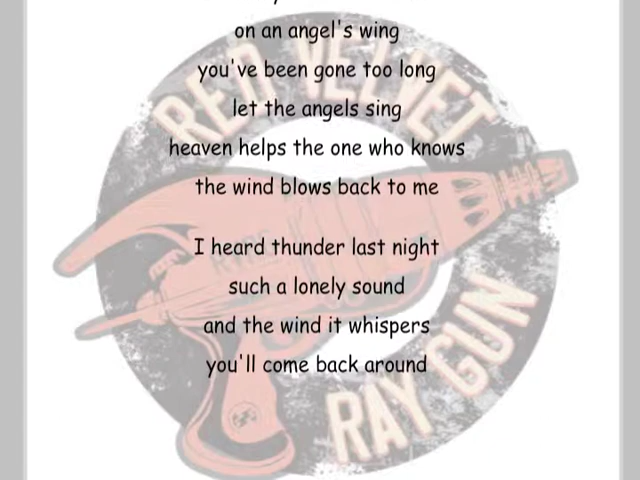 on an angel's wing
you've been gone too long
let the angels sing
heaven helps the one who knows
the wind blows back to me
I heard thunder last night
such a lonely sound
and the wind it whispers
you'll come back around
RED VELVET
RAY GUN